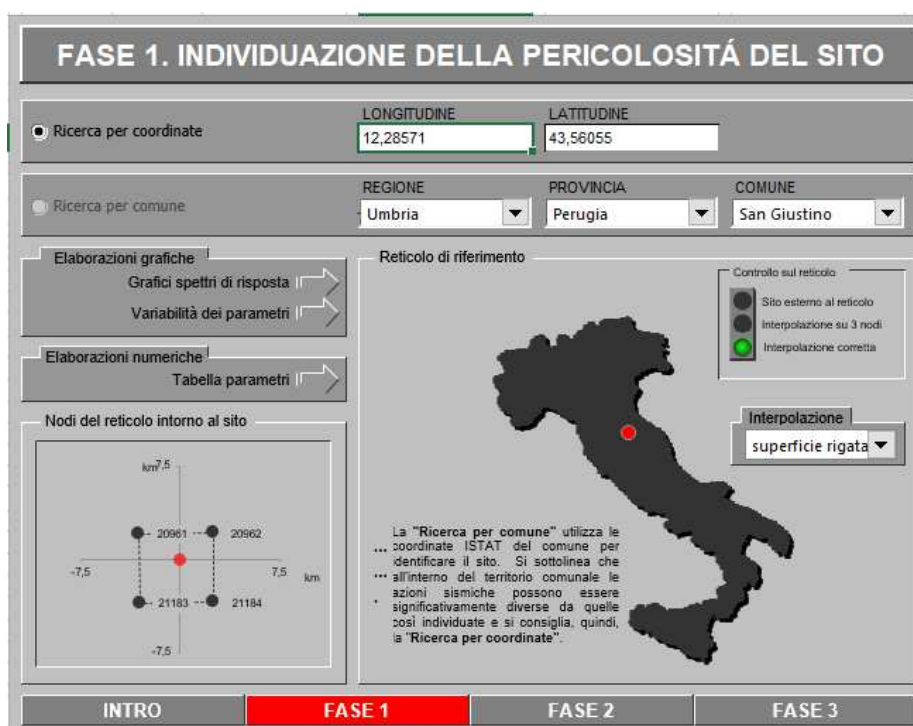 FASE 1. INDIVIDUAZIONE DELLA PERICOLOSITÁ DEL SITO
Ricerca per coordinate
LONGITUDINE
12,28571
LATITUDINE
43,56055
Ricerca per comune
REGIONE
Umbria
PROVINCIA
Perugia
COMUNE
San Giustino
Elaborazioni grafiche
Grafici spettri di risposta
Variabilità dei parametri
Elaborazioni numeriche
Tabella parametri
Nodi del reticolo intorno al sito
km
7,5
20961
20962
-7,5
7,5
km
21183
21184
-7,5
Reticolo di riferimento
Controllo sul reticolo
Sito esterno al reticolo
Interpolazione su 3 nodi
Interpolazione corretta
Interpolazione
superficie rigata
La "Ricerca per comune" utilizza le
coordinate ISTAT del comune per
identificare il sito. Si sottolinea che
all'interno del territorio comunale le
azioni sismiche possono essere
significativamente diverse da quelle
così individuate e si consiglia, quindi,
la "Ricerca per coordinate".
INTRO
FASE 1
FASE 2
FASE 3